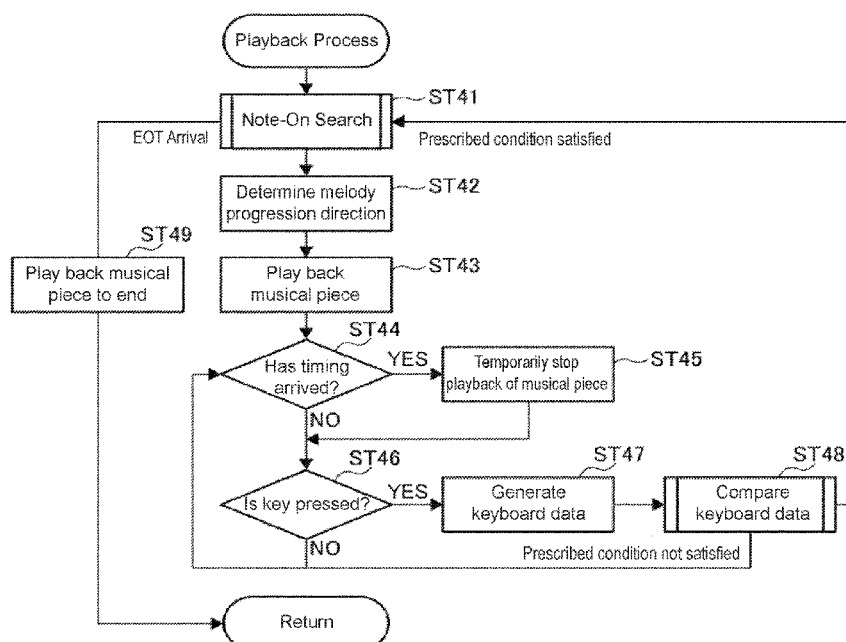 Playback Process
ST41
Note-On Search
EOT Arrival
Prescribed condition satisfied
ST42
Determine melody
progression direction
ST49
Play back musical
piece to end
ST43
Play back
musical piece
ST44
Has timing
arrived?
YES
ST45
Temporarily stop
playback of musical piece
NO
ST46
Is key pressed?
YES
ST47
Generate
keyboard data
ST48
Compare
keyboard data
NO
Prescribed condition not satisfied
Return